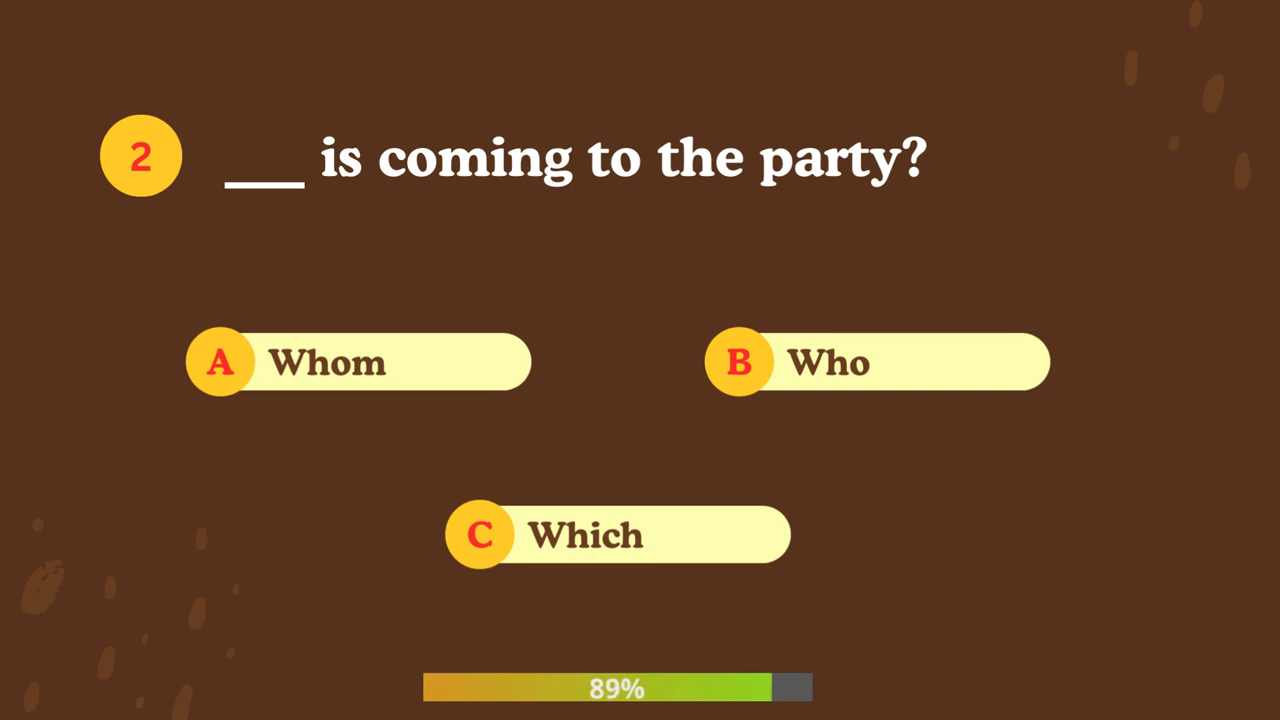 2 ___ is coming to the party?
A Whom
B Who
C Which
89%